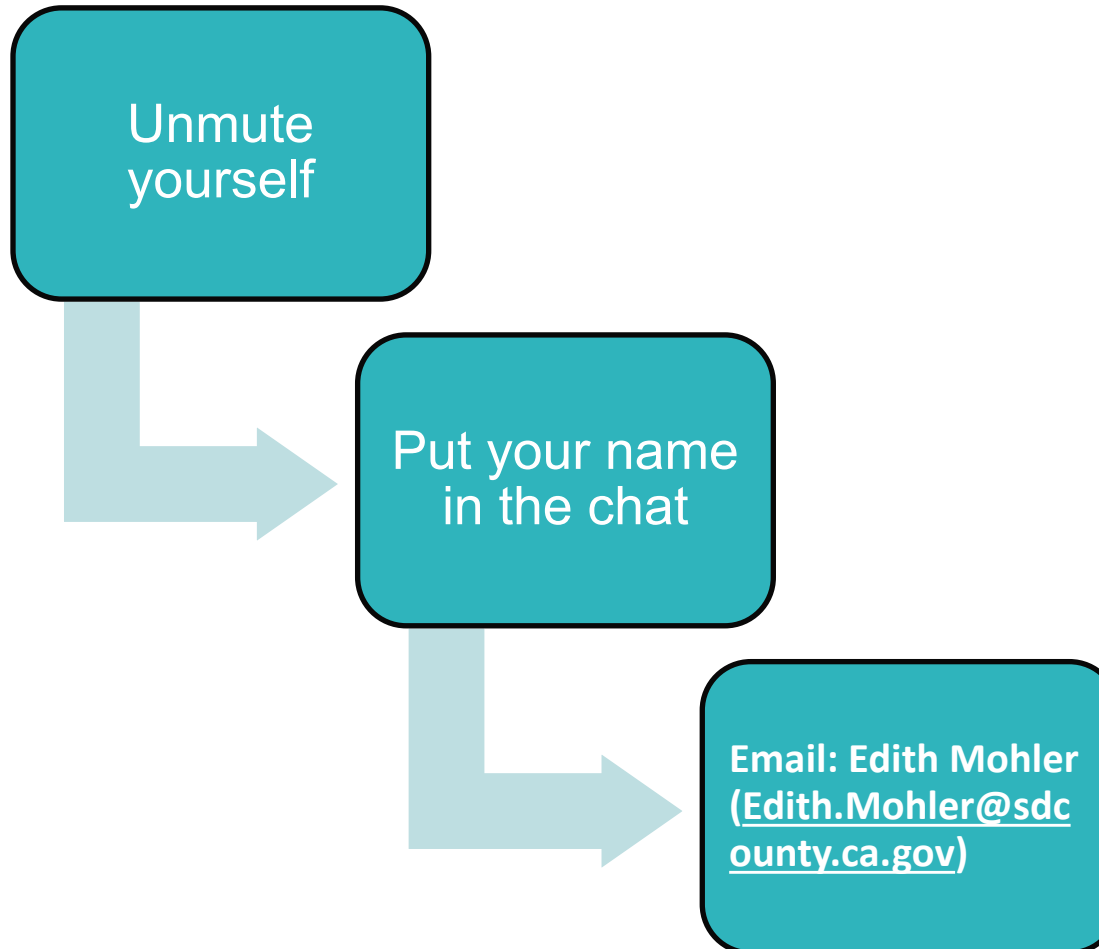 Unmute
yourself
Put your name
in the chat
Email: Edith Mohler
(Edith.Mohler@sdc
ounty.ca.gov)